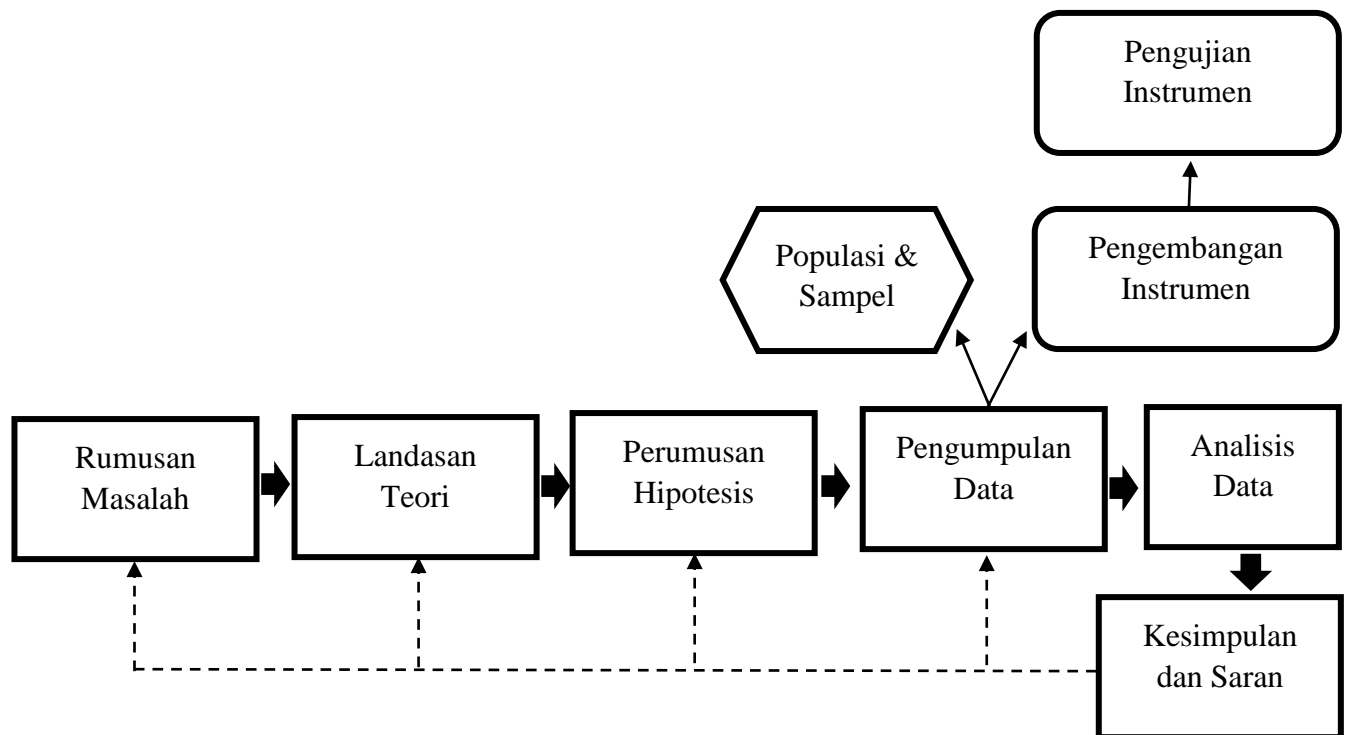 Pengujian
Instrumen
Populasi &
Sampel
Pengembangan
Instrumen
Rumusan
Masalah
Landasan
Teori
Perumusan
Hipotesis
Pengumpulan
Data
Analisis
Data
Kesimpulan
dan Saran